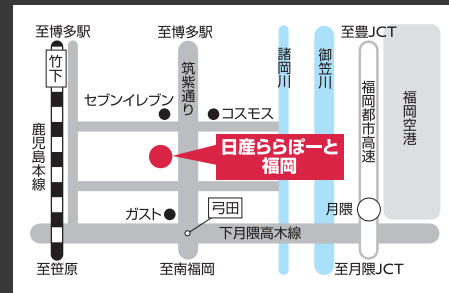 至博多駅
至博多駅
至豊JCT
竹下
筑紫通り
諸岡川
御笠川
福岡都市高速
福岡空港
セブンイレブン
コスモス
鹿児島本線
日産ららぽーと
福岡
ガスト
弓田
月隈
下月隈高木線
至笹原
至南福岡
至月隈JCT